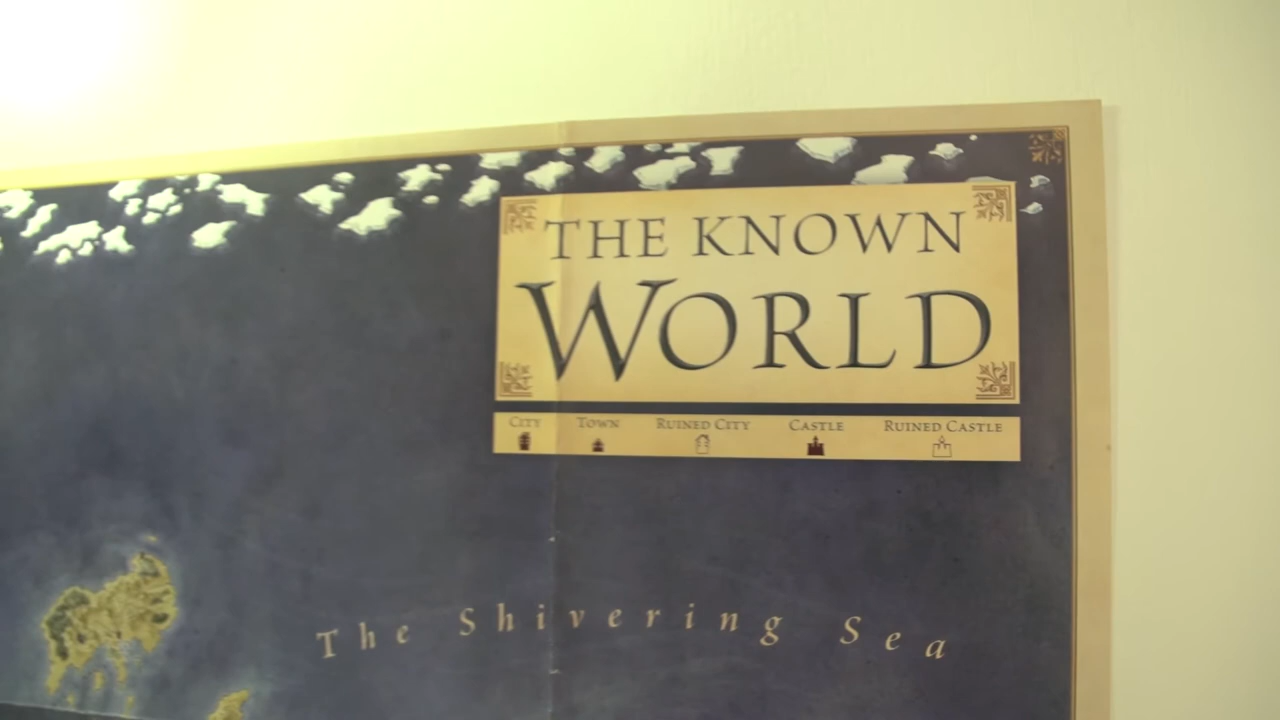 THE KNOWN
WORLD
CITY TOWN RUINED CITY CASTLE RUINED CASTLE
The Shivering Sea